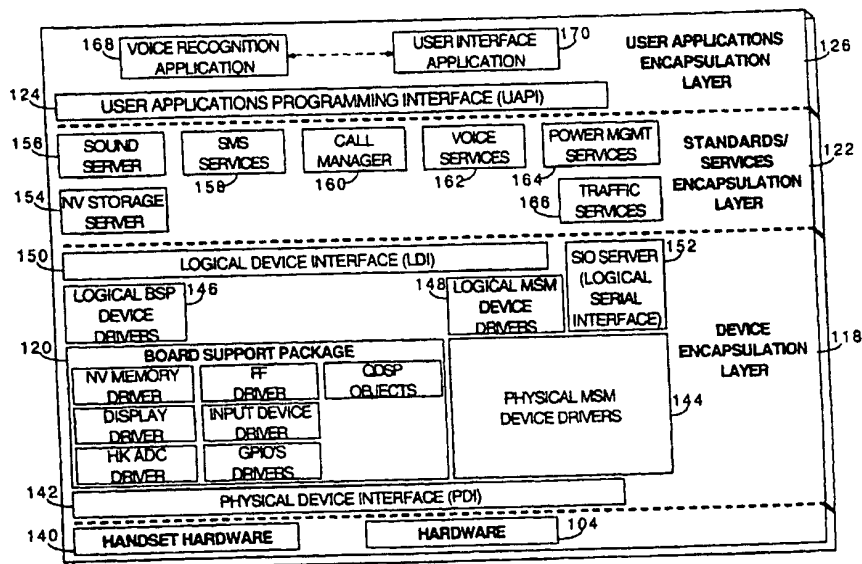 168
VOICE RECOGNITION
APPLICATION
USER INTERFACE
APPLICATION
170
USER APPLICATIONS
ENCAPSULATION
LAYER
126
124
USER APPLICATIONS PROGRAMMING INTERFACE (UAPI)
156
SOUND
SERVER
SMS
SERVICES
158
CALL
MANAGER
160
VOICE
SERVICES
162
POWER MGMT
SERVICES
164
STANDARDS/
SERVICES
ENCAPSULATION
LAYER
122
154
NV STORAGE
SERVER
166
TRAFFIC
SERVICES
150
LOGICAL DEVICE INTERFACE (LDI)
152
SIO SERVER
(LOGICAL
SERIAL
INTERFACE)
LOGICAL BSP
DEVICE
DRIVERS
146
148
LOGICAL MSM
DEVICE
DRIVERS
120
BOARD SUPPORT PACKAGE
NV MEMORY
DRIVER
FF
DRIVER
QDSP
OBJECTS
DISPLAY
DRIVER
INPUT DEVICE
DRIVER
HK ADC
DRIVER
GPIO'S
DRIVERS
PHYSICAL MSM
DEVICE DRIVERS
144
DEVICE
ENCAPSULATION
LAYER
118
142
PHYSICAL DEVICE INTERFACE (PDI)
140
HANDSET HARDWARE
HARDWARE
104